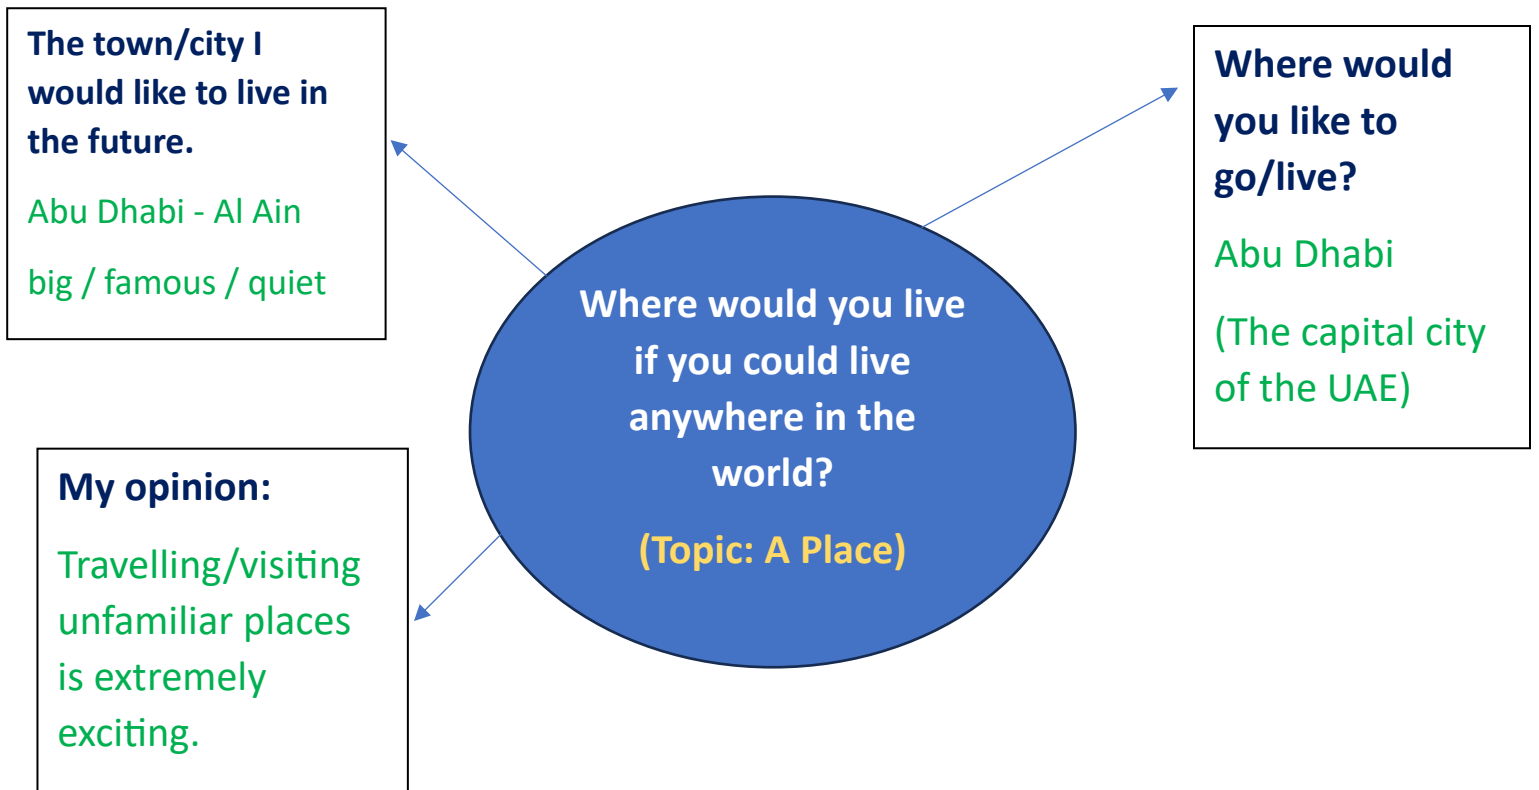 The town/city I
would like to live in
the future.
Abu Dhabi - Al Ain
big / famous / quiet
Where would
you like to
go/live?
Abu Dhabi
(The capital city
of the UAE)
Where would you live
if you could live
anywhere in the
world?
(Topic: A Place)
My opinion:
Travelling/visiting
unfamiliar places
is extremely
exciting.